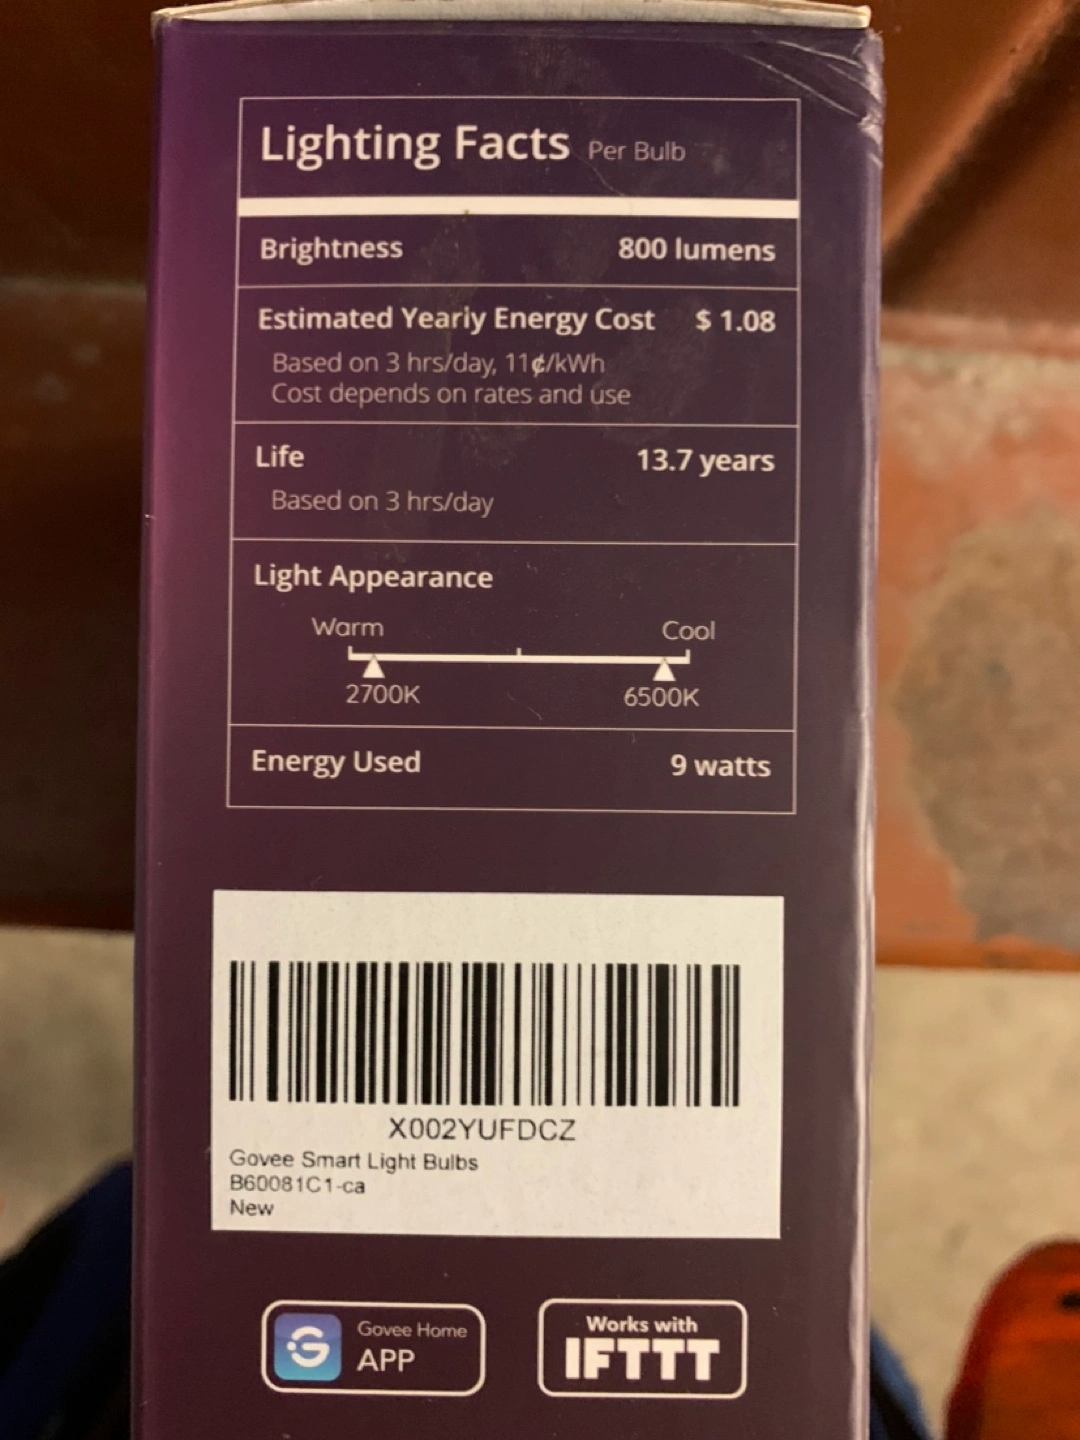 Lighting Facts Per Bulb
Brightness 800 lumens
Estimated Yearly Energy Cost $ 1.08
Based on 3 hrs/day, 11¢/kWh
Cost depends on rates and use
Life 13.7 years
Based on 3 hrs/day
Light Appearance
Warm Cool
2700K 6500K
Energy Used 9 watts
X002YUFDCZ
Govee Smart Light Bulbs
B60081C1-ca
New
Govee Home
APP
Works with
IFTTT